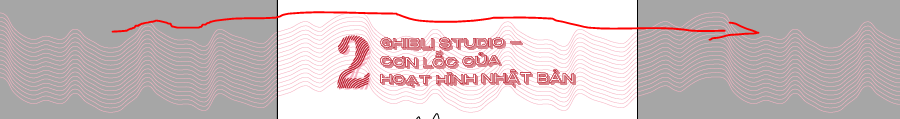 2
GHIBLI STUDIO –
CƠN LỐC CỦA
HOẠT HÌNH NHẬT BẢN